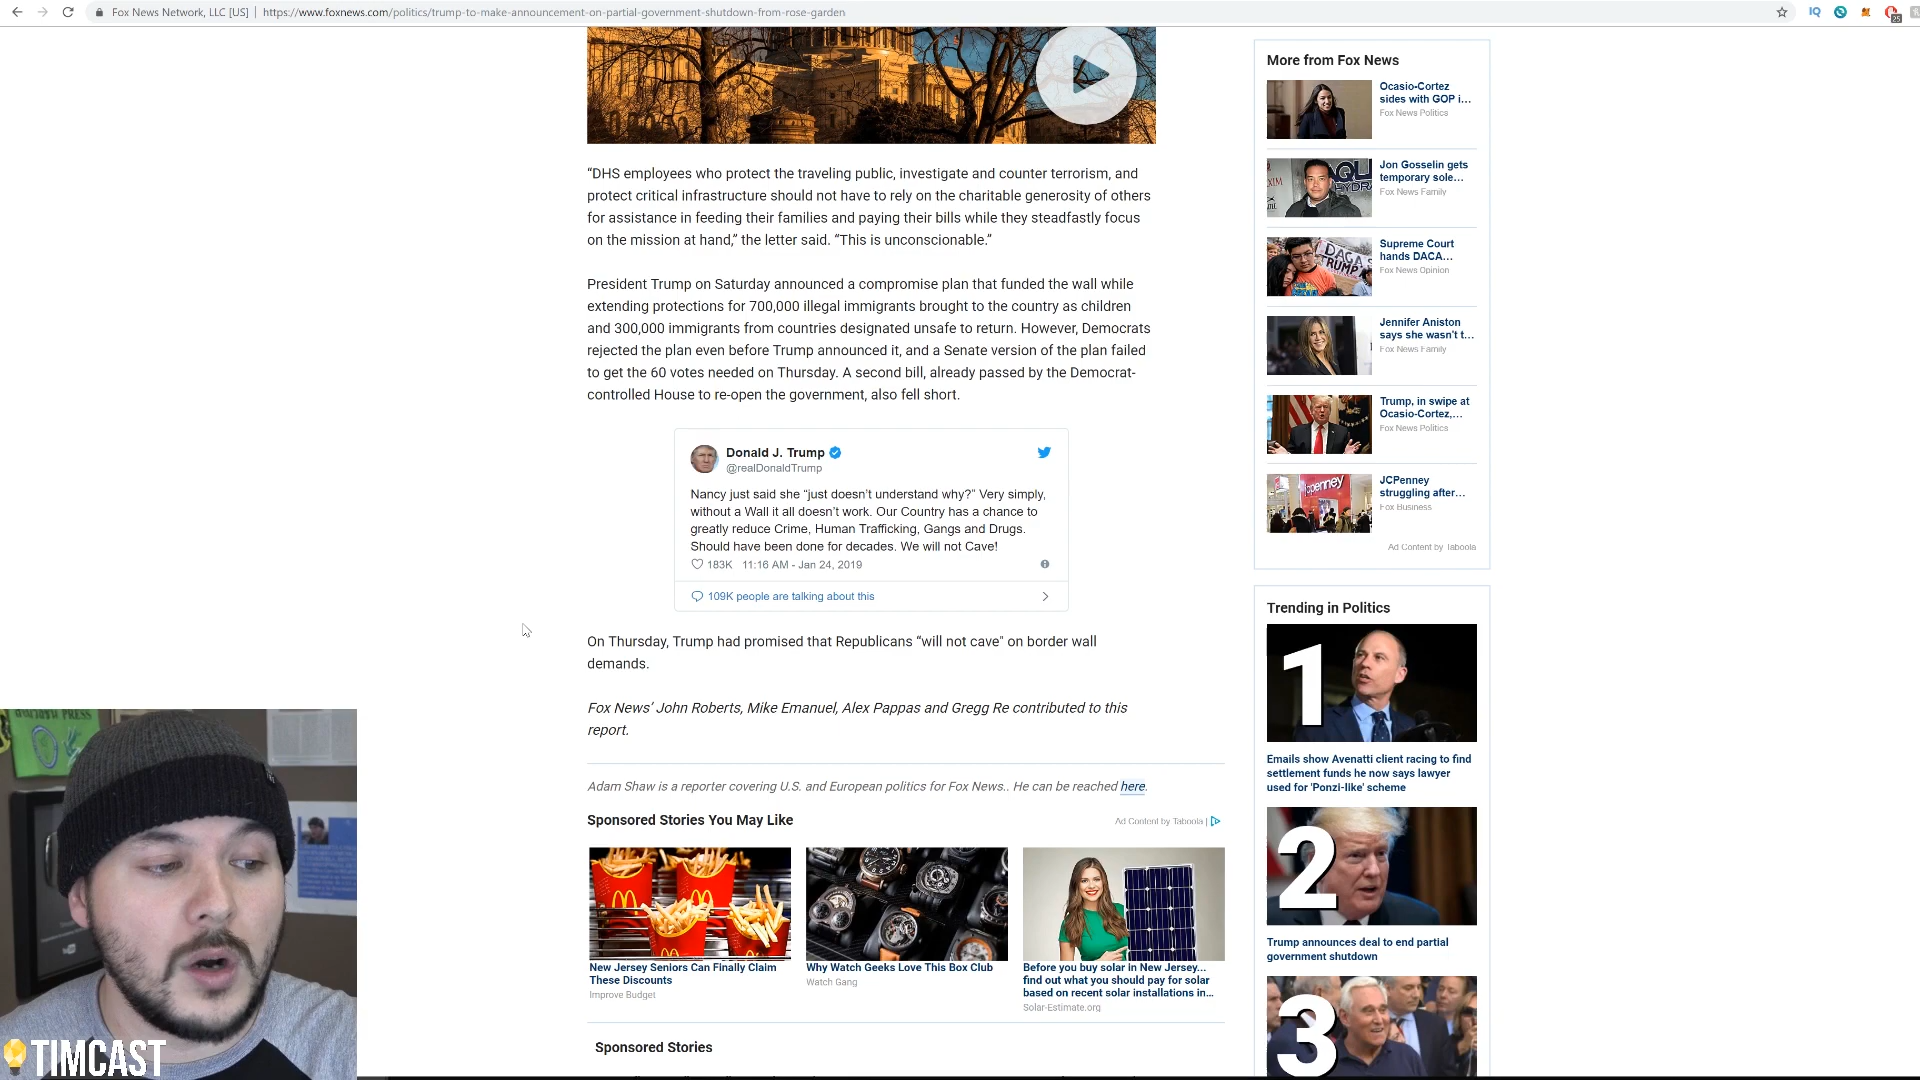 Fox News Network, LLC [US] | https://www.foxnews.com/politics/trump-to-make-announcement-on-partial-government-shutdown-from-rose-garden
IQ
25
“DHS employees who protect the traveling public, investigate and counter terrorism, and
protect critical infrastructure should not have to rely on the charitable generosity of others
for assistance in feeding their families and paying their bills while they steadfastly focus
on the mission at hand,” the letter said. “This is unconscionable.”
President Trump on Saturday announced a compromise plan that funded the wall while
extending protections for 700,000 illegal immigrants brought to the country as children
and 300,000 immigrants from countries designated unsafe to return. However, Democrats
rejected the plan even before Trump announced it, and a Senate version of the plan failed
to get the 60 votes needed on Thursday. A second bill, already passed by the Democrat-
controlled House to re-open the government, also fell short.
Donald J. Trump
@realDonaldTrump
Nancy just said she “just doesn’t understand why?” Very simply,
without a Wall it all doesn’t work. Our Country has a chance to
greatly reduce Crime, Human Trafficking, Gangs and Drugs.
Should have been done for decades. We will not Cave!
183K 11:16 AM - Jan 24, 2019
109K people are talking about this
On Thursday, Trump had promised that Republicans “will not cave" on border wall
demands.
Fox News’ John Roberts, Mike Emanuel, Alex Pappas and Gregg Re contributed to this
report.
Adam Shaw is a reporter covering U.S. and European politics for Fox News.. He can be reached here.
Sponsored Stories You May Like
Ad Content by Taboola |
New Jersey Seniors Can Finally Claim
These Discounts
Improve Budget
Why Watch Geeks Love This Box Club
Watch Gang
Before you buy solar in New Jersey...
find out what you should pay for solar
based on recent solar installations in...
Solar-Estimate.org
Sponsored Stories
More from Fox News
Ocasio-Cortez
sides with GOP i...
Fox News Politics
Jon Gosselin gets
temporary sole...
Fox News Family
DACA
TRUMP
Supreme Court
hands DACA...
Fox News Opinion
Jennifer Aniston
says she wasn't t...
Fox News Family
Trump, in swipe at
Ocasio-Cortez,...
Fox News Politics
jcpenney
JCPenney
struggling after...
Fox Business
Ad Content by Taboola
Trending in Politics
1
Emails show Avenatti client racing to find
settlement funds he now says lawyer
used for 'Ponzi-like' scheme
2
Trump announces deal to end partial
government shutdown
3
PRESS
TIMCAST